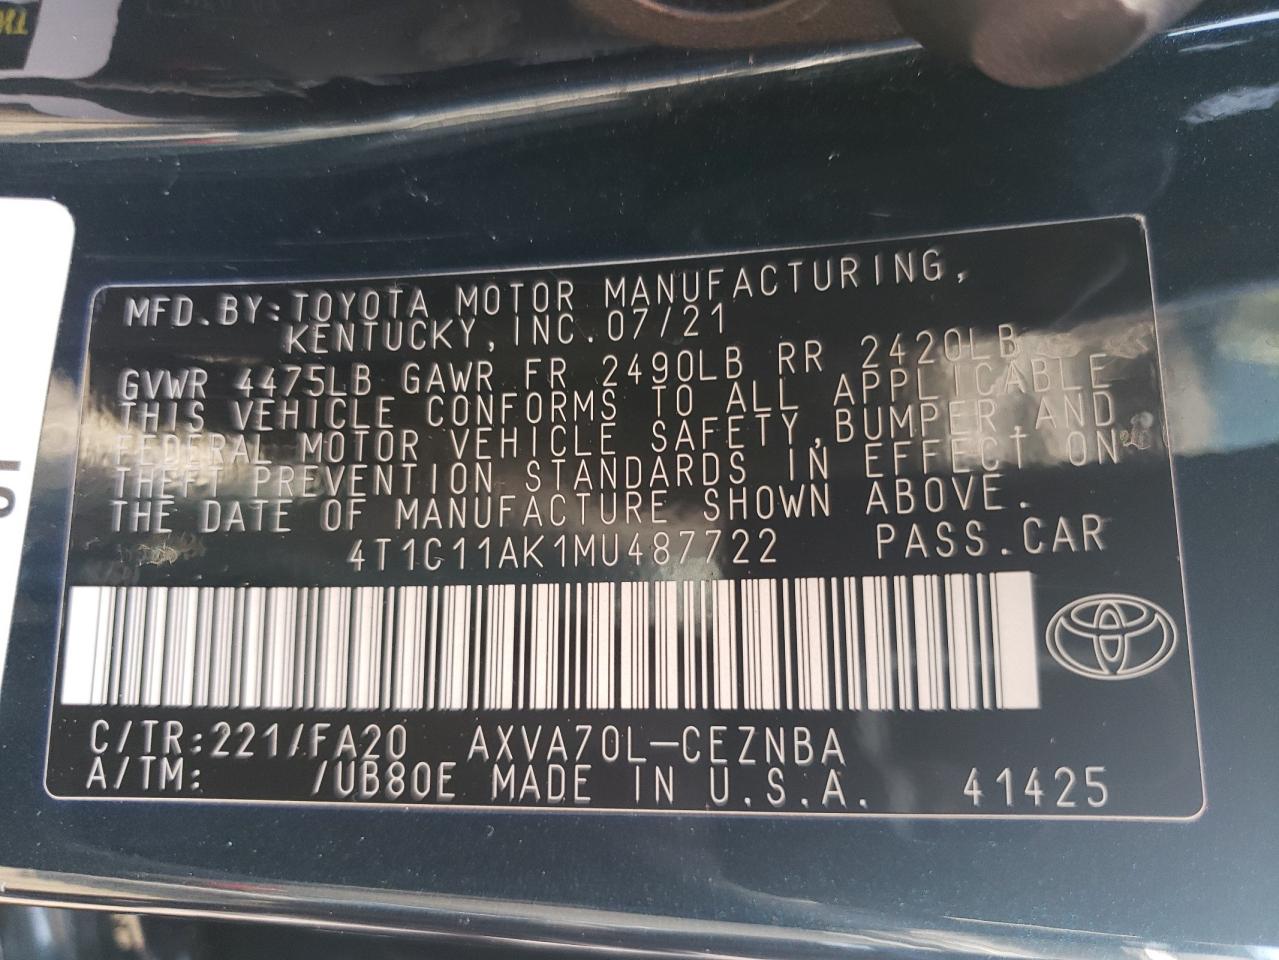 MFD.BY:TOYOTA MOTOR MANUFACTURING,
KENTUCKY,INC.07/21
GVWR 4475LB GAWR FR 2490LB RR 2420LB
THIS VEHICLE CONFORMS TO ALL APPLICABLE
FEDERAL MOTOR VEHICLE SAFETY,BUMPER,AND
THEFT PREVENTION STANDARDS IN EFFECT ON
THE DATE OF MANUFACTURE SHOWN ABOVE.
4T1C11AK1MU487722 PASS.CAR
C/TR:221/FA20 AXVA70L-CEZNBA
A/TM: /UB80E MADE IN U.S.A. 41425